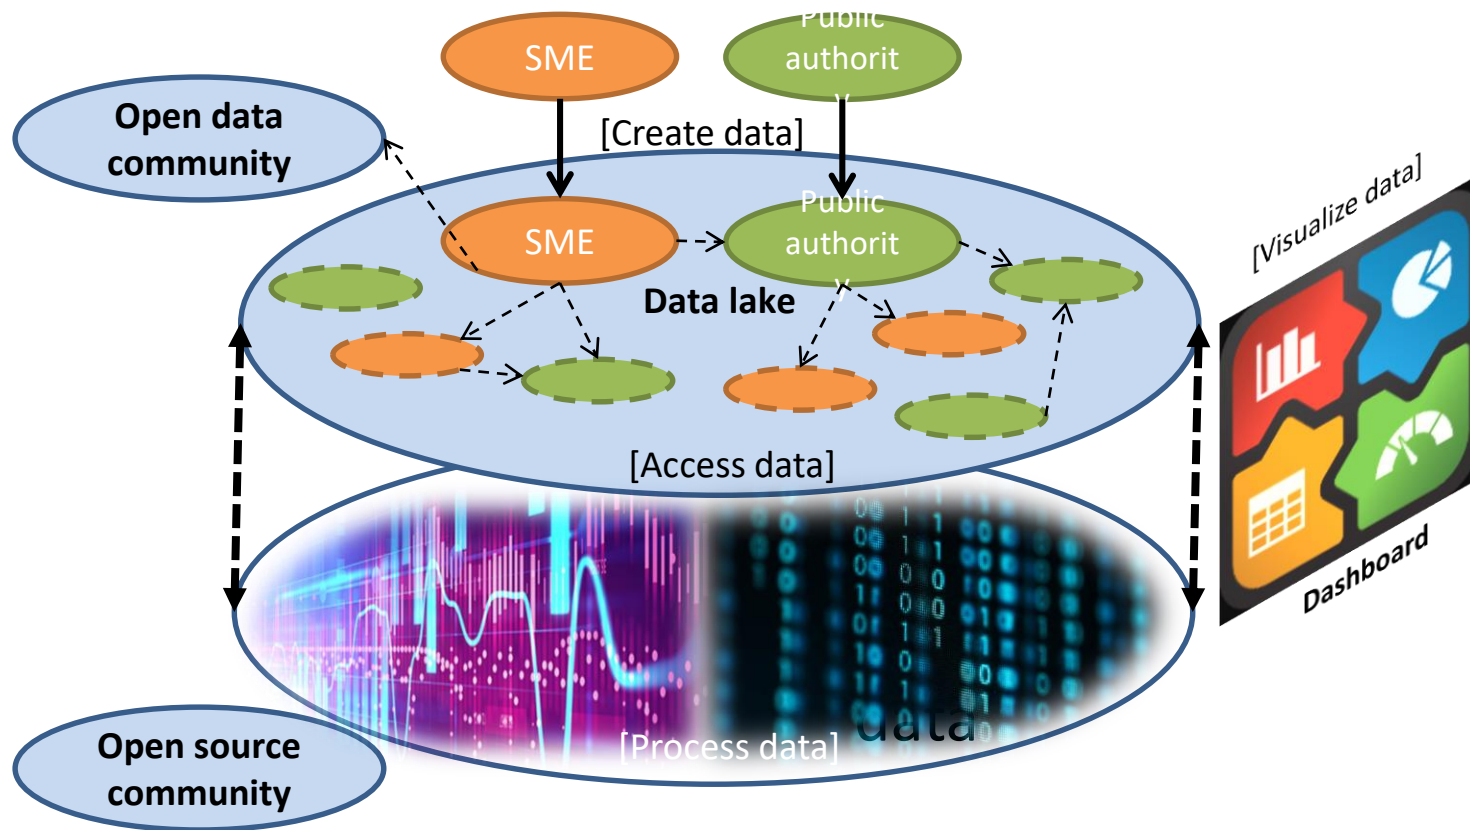 Public
SME
authorit
y
Open data
community
[Create data]
[Visualize data]
Public
SME
authorit
y
Data lake
[Access data]
Dashboard
data
[Process data]
Open source
community